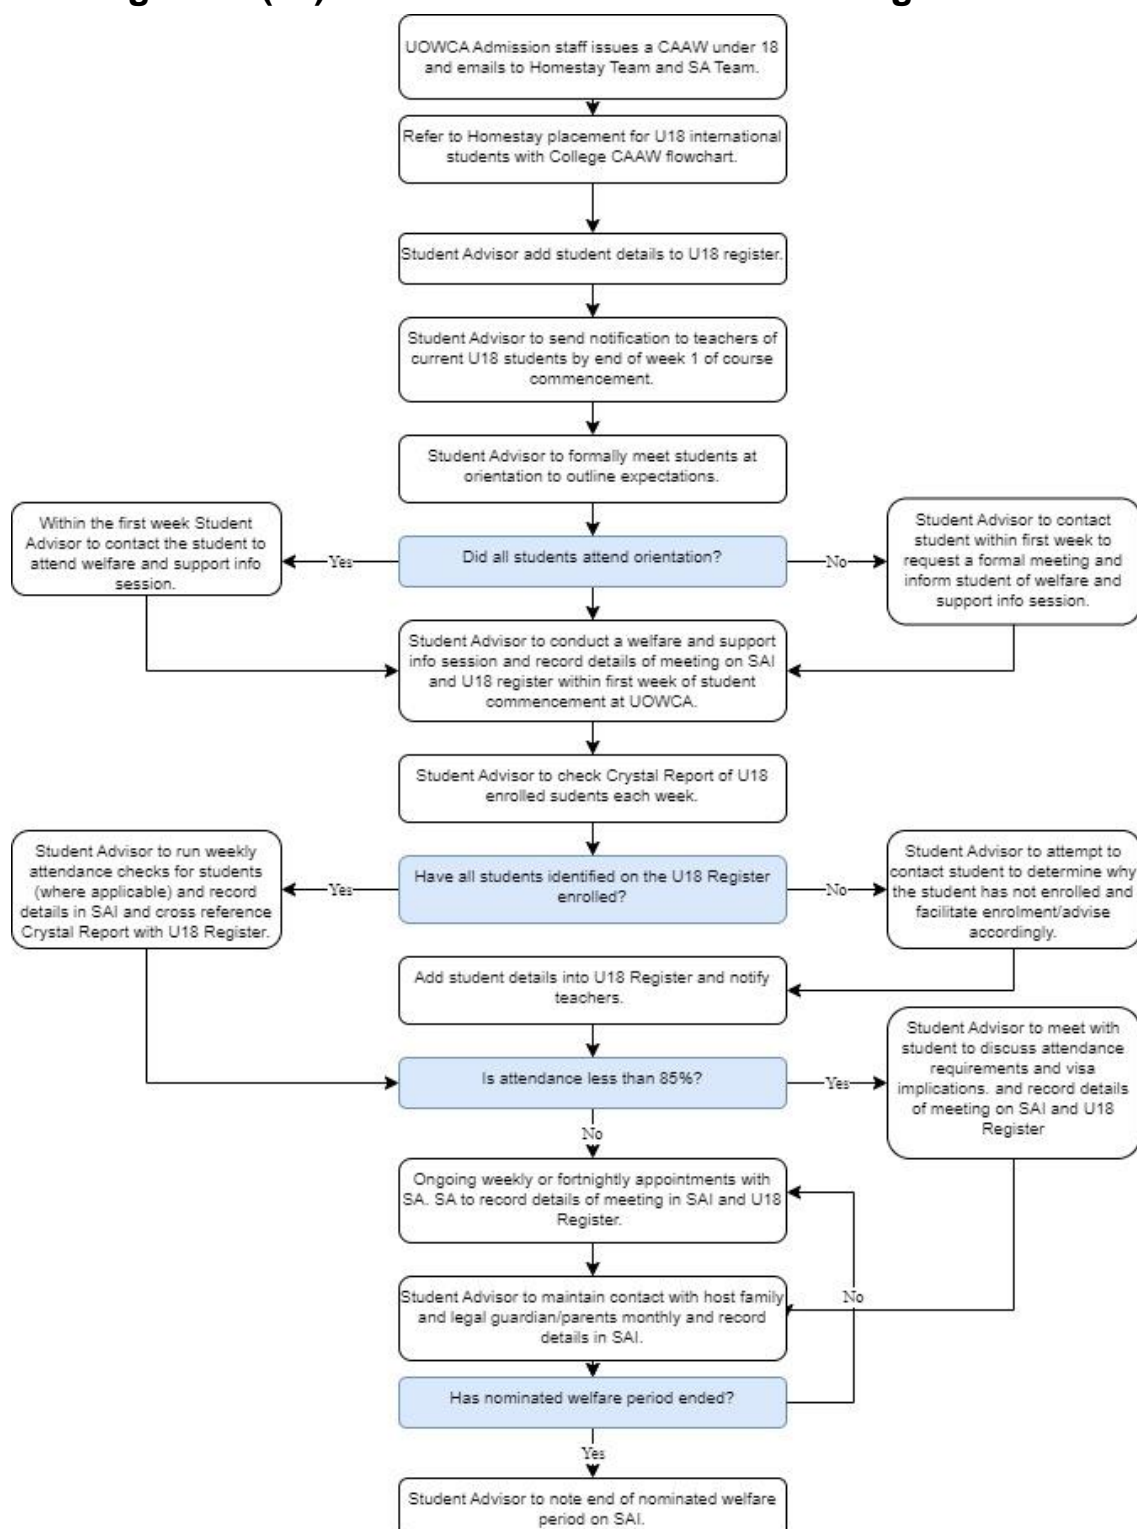 UOWCA Admission staff issues a CAAW under 18
and emails to Homestay Team and SA Team.
Refer to Homestay placement for U18 international
students with College CAAW flowchart.
Student Advisor add student details to U18 register.
Student Advisor to send notification to teachers of
current U18 students by end of week 1 of course
commencement.
Student Advisor to formally meet students at
orientation to outline expectations.
Within the first week Student
Advisor to contact the student to
attend welfare and support info
session.
Yes
Did all students attend orientation?
No
Student Advisor to contact
student within first week to
request a formal meeting and
inform student of welfare and
support info session.
Student Advisor to conduct a welfare and support
info session and record details of meeting on SAI
and U18 register within first week of student
commencement at UOWCA.
Student Advisor to check Crystal Report of U18
enrolled sudents each week.
Student Advisor to run weekly
attendance checks for students
(where applicable) and record
details in SAI and cross reference
Crystal Report with U18 Register.
Yes
Have all students identified on the U18 Register
enrolled?
No
Student Advisor to attempt to
contact student to determine why
the student has not enrolled and
facilitate enrolment/advise
accordingly.
Add student details into U18 Register and notify
teachers.
Is attendance less than 85%?
Yes
Student Advisor to meet with
student to discuss attendance
requirements and visa
implications. and record details
of meeting on SAI and U18
Register
No
Ongoing weekly or fortnightly appointments with
SA. SA to record details of meeting in SAI and U18
Register.
Student Advisor to maintain contact with host family
and legal guardian/parents monthly and record
details in SAI.
No
Has nominated welfare period ended?
Yes
Student Advisor to note end of nominated welfare
period on SAI.